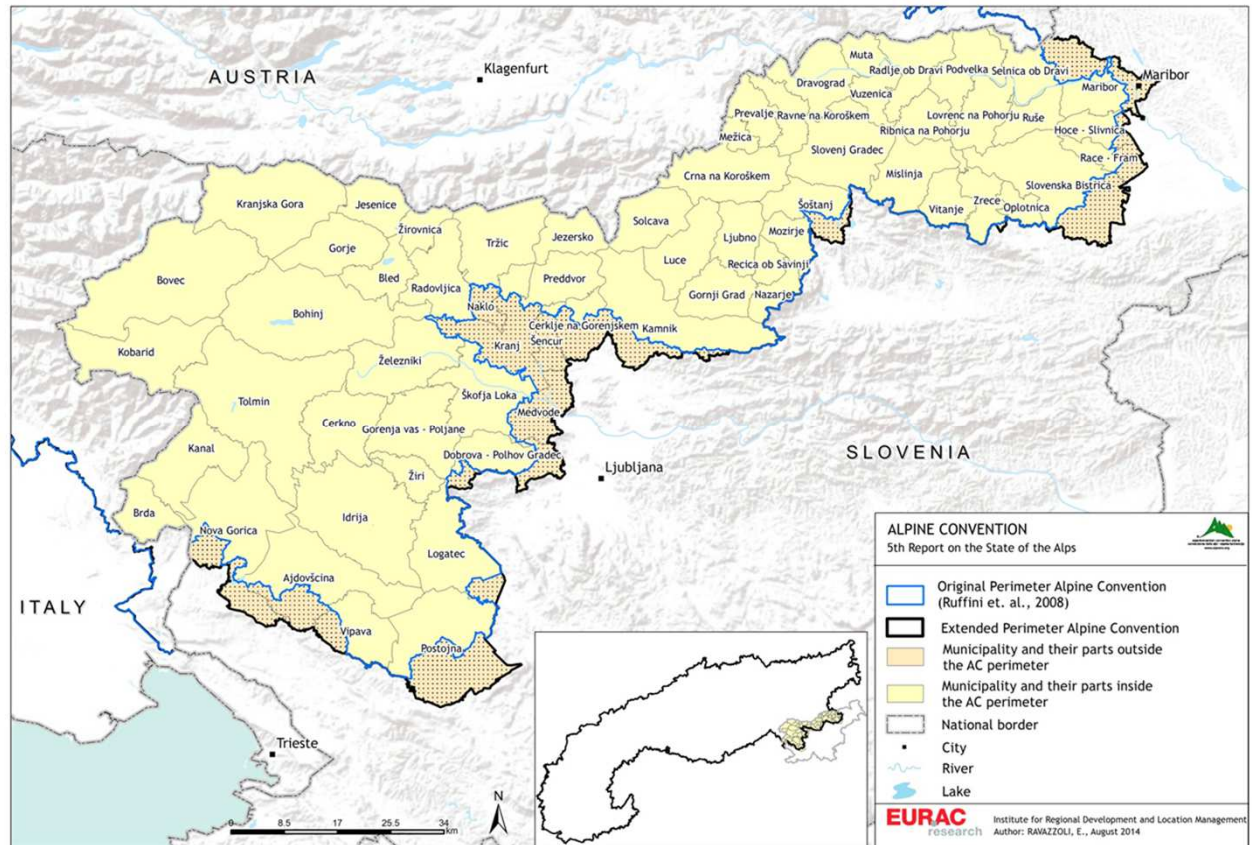 AUSTRIA
Klagenfurt
Muta
Radlje ob Dravi
Podvelka
Selnica ob Dravi
Maribor
Dravograd
Vuzenica
Maribor
Prevalje
Ravne na Koroškem
Lovrenc na Pohorju
Ruše
Mežica
Ribnica na Pohorju
Hoce - Slivnica
Slovenj Gradec
Race - Fram
Crna na Koroškem
Mislinja
Slovenska Bistrica
Kranjska Gora
Jesenice
Šoštanj
Zrece
Vitanje
Oplotnica
Žirovnica
Solcava
Gorje
Tržic
Jezersko
Ljubno
Mozirje
Bovec
Bled
Luce
Recica ob Savinji
Radovljica
Preddvor
Gornji Grad
Nazarje
Bohinj
Naklo
Cerklje na Gorenjskem
Kamnik
Kranj
Šencur
Kobarid
Železniki
Tolmin
Škofja Loka
Medvode
Cerkno
Gorenja vas - Poljane
Kanal
Dobrova - Polhov Gradec
SLOVENIA
Ljubljana
Žiri
Brda
Idrija
Nova Gorica
Logatec
Ajdovšcina
ITALY
Vipava
Postojna
Trieste
N
0 8.5 17 25.5 34
km
ALPINE CONVENTION
5th Report on the State of the Alps
Original Perimeter Alpine Convention
(Ruffini et. al., 2008)
Extended Perimeter Alpine Convention
Municipality and their parts outside
the AC perimeter
Municipality and their parts inside
the AC perimeter
National border
City
River
Lake
EURAC
research
Institute for Regional Development and Location Management
Author: RAVAZZOLI, E., August 2014